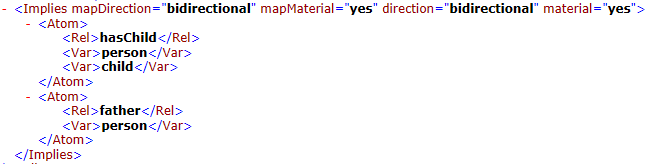 - <Implies mapDirection="bidirectional" mapMaterial="yes" direction="bidirectional" material="yes">
- <Atom>
<Rel>hasChild</Rel>
<Var>person</Var>
<Var>child</Var>
</Atom>
- <Atom>
<Rel>father</Rel>
<Var>person</Var>
</Atom>
</Implies>